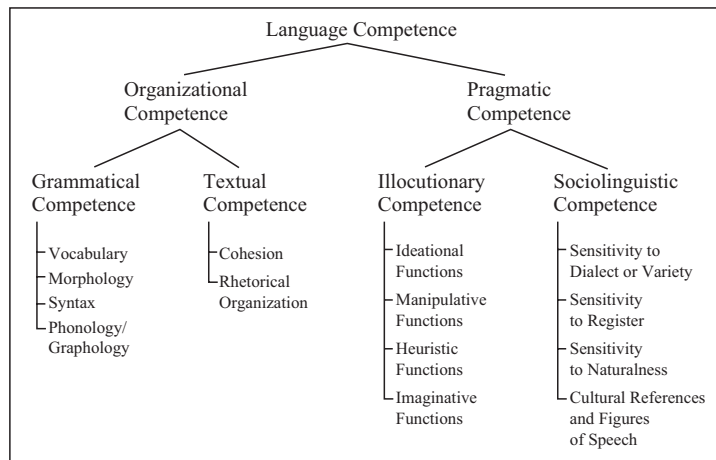 Language Competence
Organizational
Competence
Pragmatic
Competence
Grammatical
Competence
Textual
Competence
Illocutionary
Competence
Sociolinguistic
Competence
Vocabulary
Morphology
Syntax
Phonology/
Graphology
Cohesion
Rhetorical
Organization
Ideational
Functions
Manipulative
Functions
Heuristic
Functions
Imaginative
Functions
Sensitivity to
Dialect or Variety
Sensitivity
to Register
Sensitivity
to Naturalness
Cultural References
and Figures
of Speech